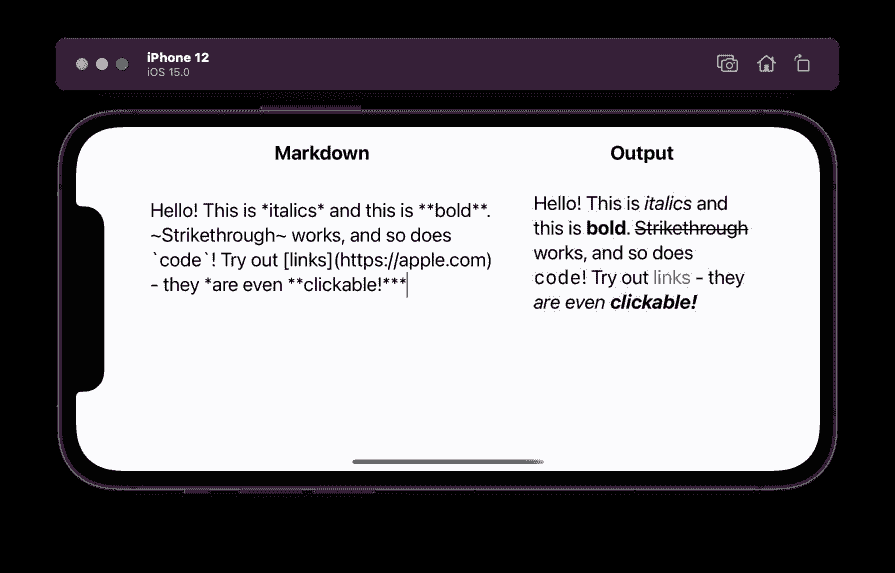 iPhone 12
iOS 15.0
Markdown
Hello! This is *italics* and this is **bold**.
~Strikethrough~ works, and so does
`code`! Try out [links](https://apple.com)
- they *are even **clickable!***
Output
Hello! This is italics and
this is bold. Strikethrough
works, and so does
code! Try out links - they
are even clickable!